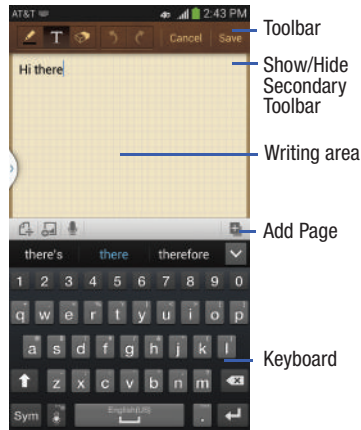 AT&T 4G 2:43 PM
T Cancel Save
Toolbar
Show/Hide
Secondary
Toolbar
Hi there
Writing area
Add Page
there's there therefore
1 2 3 4 5 6 7 8 9 0
q w e r t y u i o p
a s d f g h j k l
Keyboard
z x c v b n m
Sym English(US) .